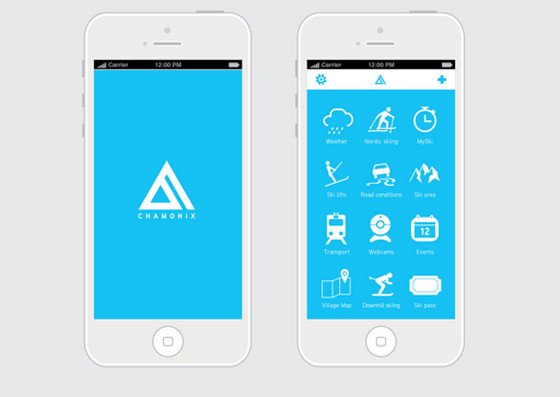 Carrier 12:00 PM
CHAMONIX
Carrier 12:00 PM
Weather Nordic skiing MySki
Ski lifts Road conditions Ski area
Transport Webcams Events
12
Village Map Downhill skiing Ski pass